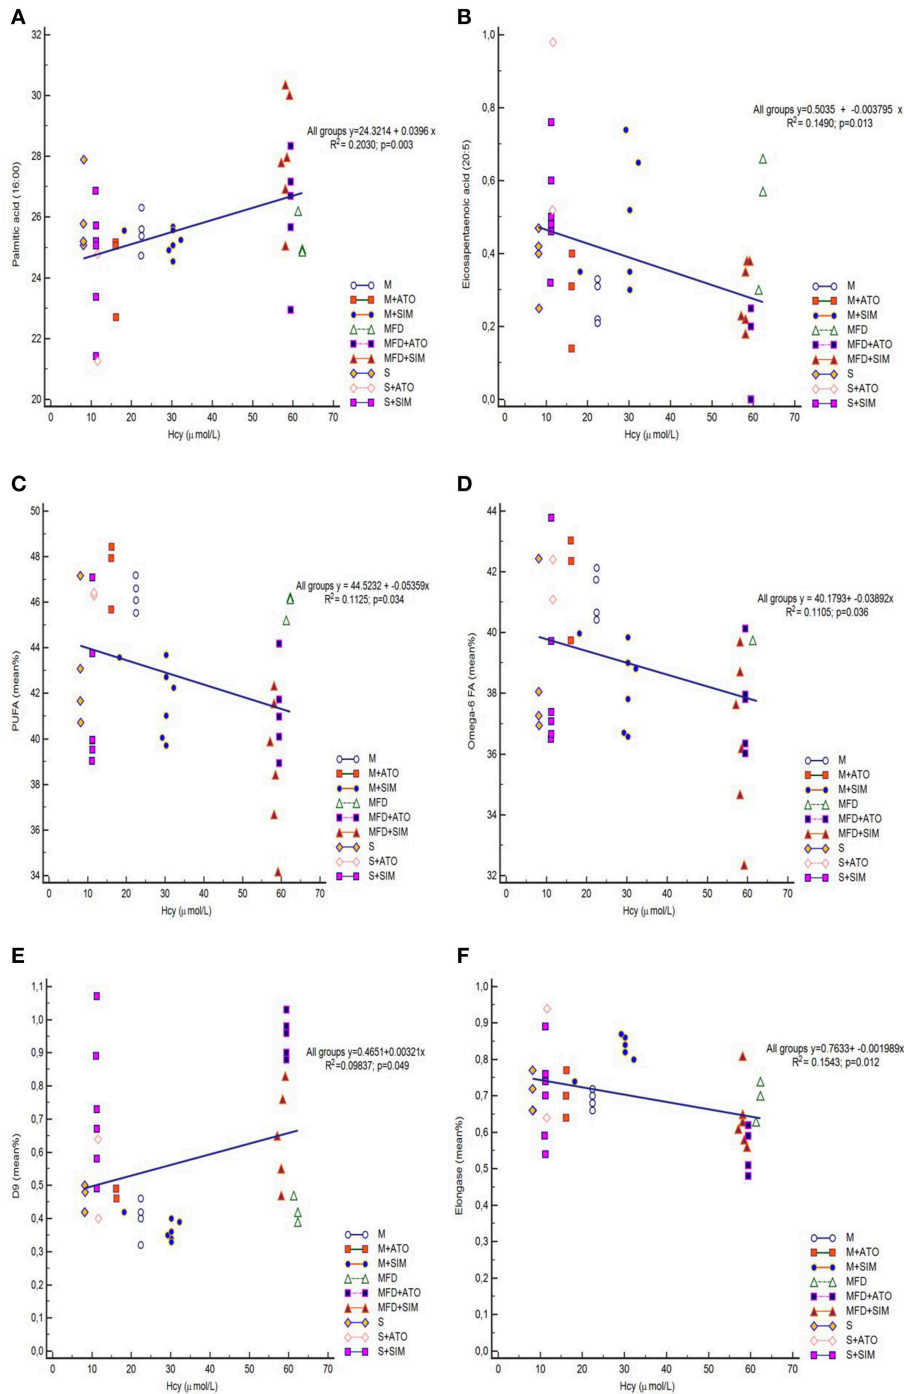 A
32
30
28
26
24
22
20
Palmitic acid (16:00)
All groups y=24.3214 + 0.0396 x
R2= 0.2030; p=0.003
M
M+ATO
M+SIM
MFD
MFD+ATO
MFD+SIM
S
S+ATO
S+SIM
0 10 20 30 40 50 60 70
Hcy (μ mol/L)
B
1,0
0,8
0,6
0,4
0,2
0,0
Eicosapentaenoic acid (20:5)
All groups y=0.5035 + -0.003795 x
R2= 0.1490; p=0.013
M
M+ATO
M+SIM
MFD
MFD+ATO
MFD+SIM
S
S+ATO
S+SIM
0 10 20 30 40 50 60 70
Hcy (μ mol/L)
C
50
48
46
44
42
40
38
36
34
PUFA (mean%)
All groups y = 44.5232 + -0.05359x
R2= 0.1125; p=0.034
M
M+ATO
M+SIM
MFD
MFD+ATO
MFD+SIM
S
S+ATO
S+SIM
0 10 20 30 40 50 60 70
Hcy (μ mol/L)
D
44
42
40
38
36
34
32
Omega-6 FA (mean%)
All groups y = 40.1793+ -0.03892x
R2= 0.1105; p=0.036
M
M+ATO
M+SIM
MFD
MFD+ATO
MFD+SIM
S
S+ATO
S+SIM
0 10 20 30 40 50 60 70
Hcy (μ mol/L)
E
1,1
1,0
0,9
0,8
0,7
0,6
0,5
0,4
0,3
0,2
0,1
0,0
D9 (mean%)
All groups y=0.4651+0.00321x
R2=0.09837; p=0.049
M
M+ATO
M+SIM
MFD
MFD+ATO
MFD+SIM
S
S+ATO
S+SIM
0 10 20 30 40 50 60 70
Hcy (μ mol/L)
F
1,0
0,9
0,8
0,7
0,6
0,5
0,4
0,3
0,2
0,1
0,0
Elongase (mean%)
All groups y=0.7633+ -0.001989x
R2= 0.1543; p=0.012
M
M+ATO
M+SIM
MFD
MFD+ATO
MFD+SIM
S
S+ATO
S+SIM
0 10 20 30 40 50 60 70
Hcy (μ mol/L)